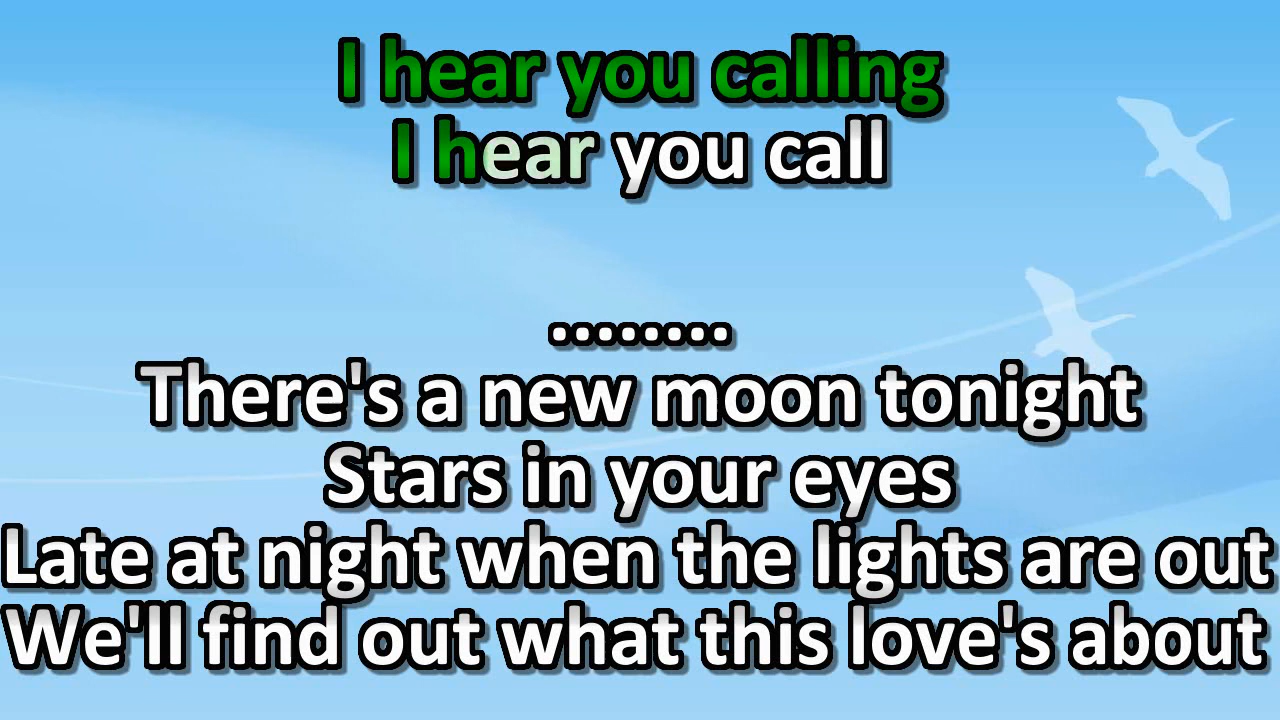 I hear you calling
I hear you call
........
There's a new moon tonight
Stars in your eyes
Late at night when the lights are out
We'll find out what this love's about